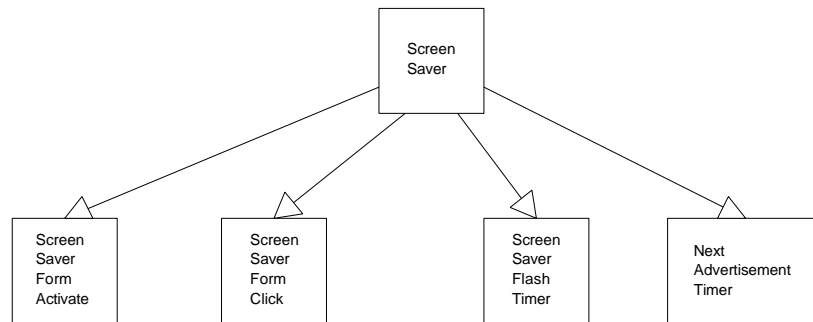 Screen
Saver
Screen
Saver
Form
Activate
Screen
Saver
Form
Click
Screen
Saver
Flash
Timer
Next
Advertisement
Timer